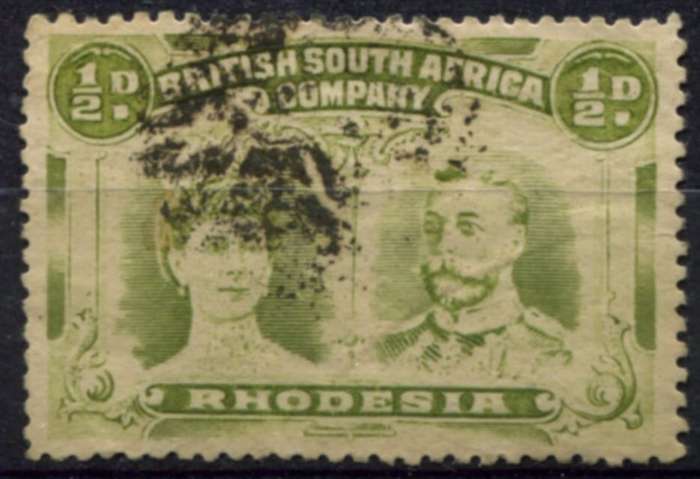 ½D.
BRITISH SOUTH AFRICA
COMPANY
½D.
RHODESIA